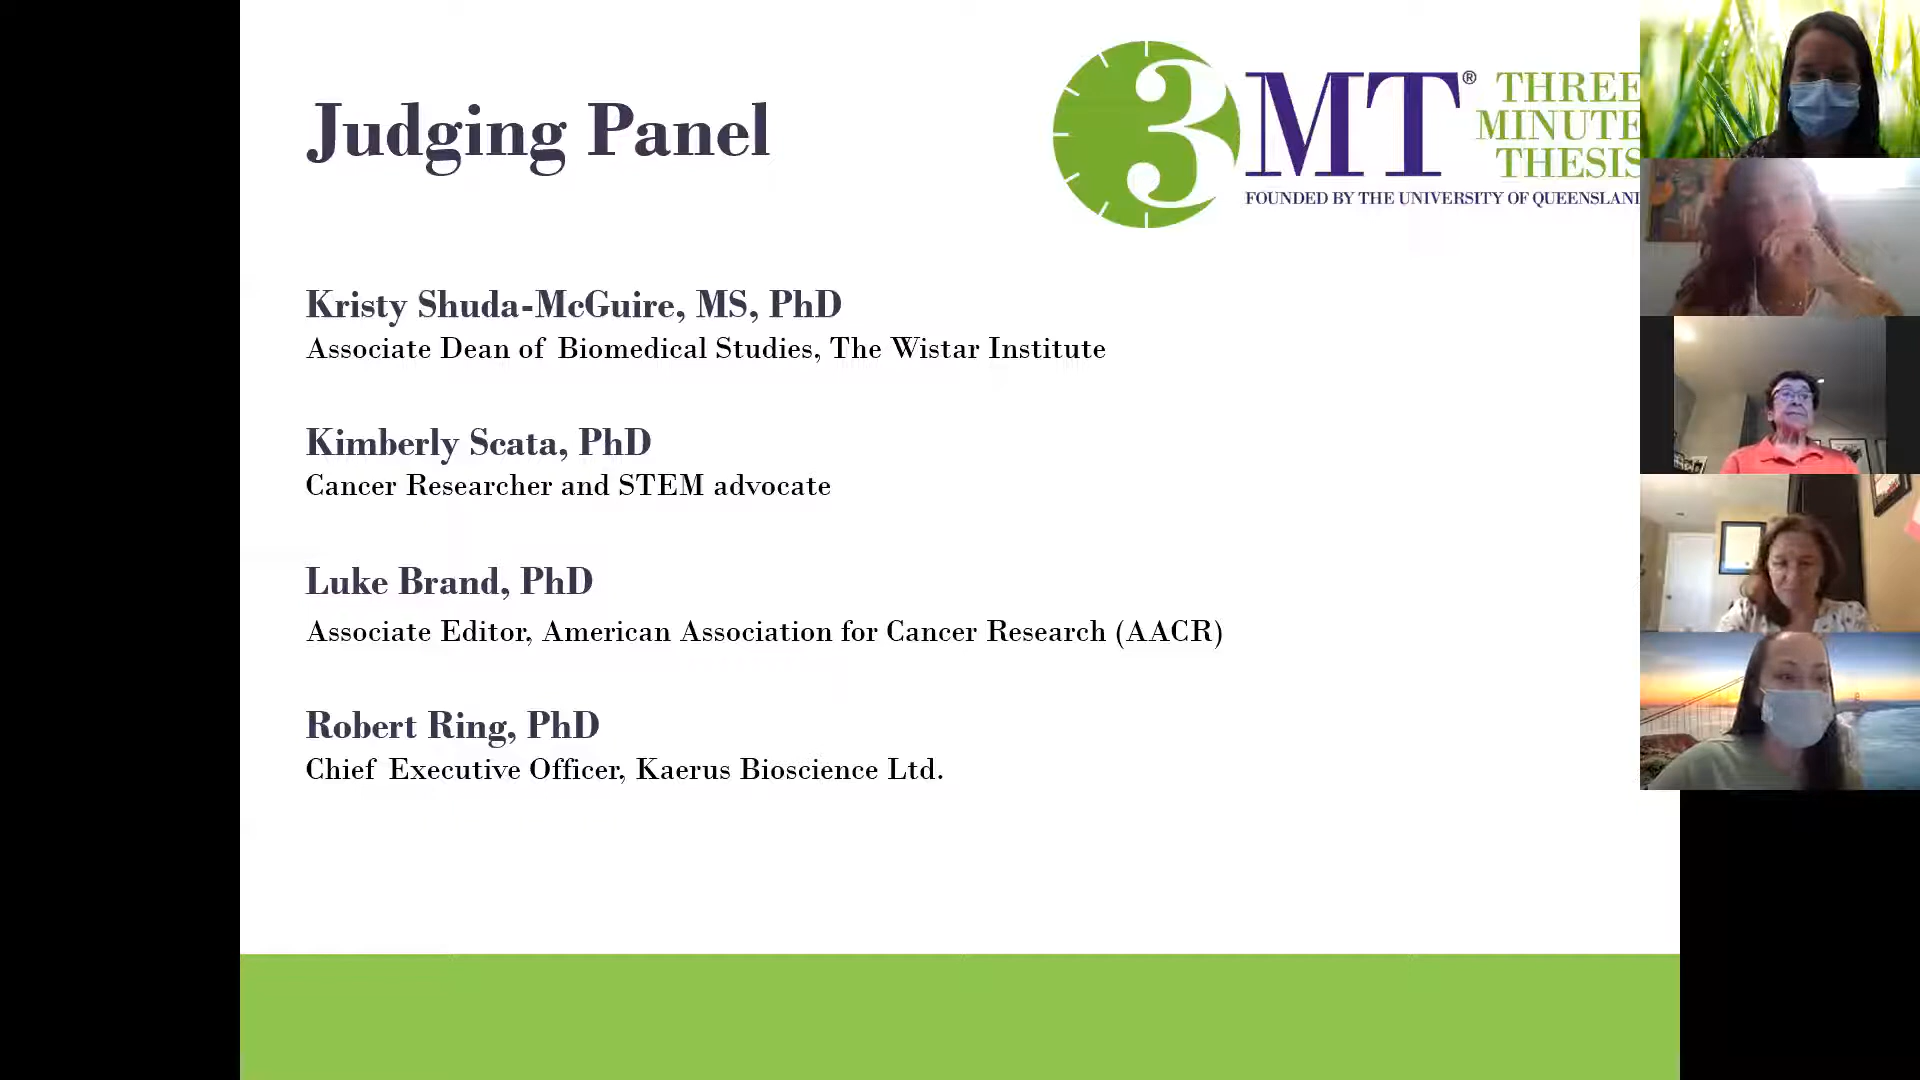 Judging Panel
3MT® THREE
MINUTE
THESIS
FOUNDED BY THE UNIVERSITY OF QUEENSLAND
Kristy Shuda-McGuire, MS, PhD
Associate Dean of Biomedical Studies, The Wistar Institute
Kimberly Scata, PhD
Cancer Researcher and STEM advocate
Luke Brand, PhD
Associate Editor, American Association for Cancer Research (AACR)
Robert Ring, PhD
Chief Executive Officer, Kaerus Bioscience Ltd.